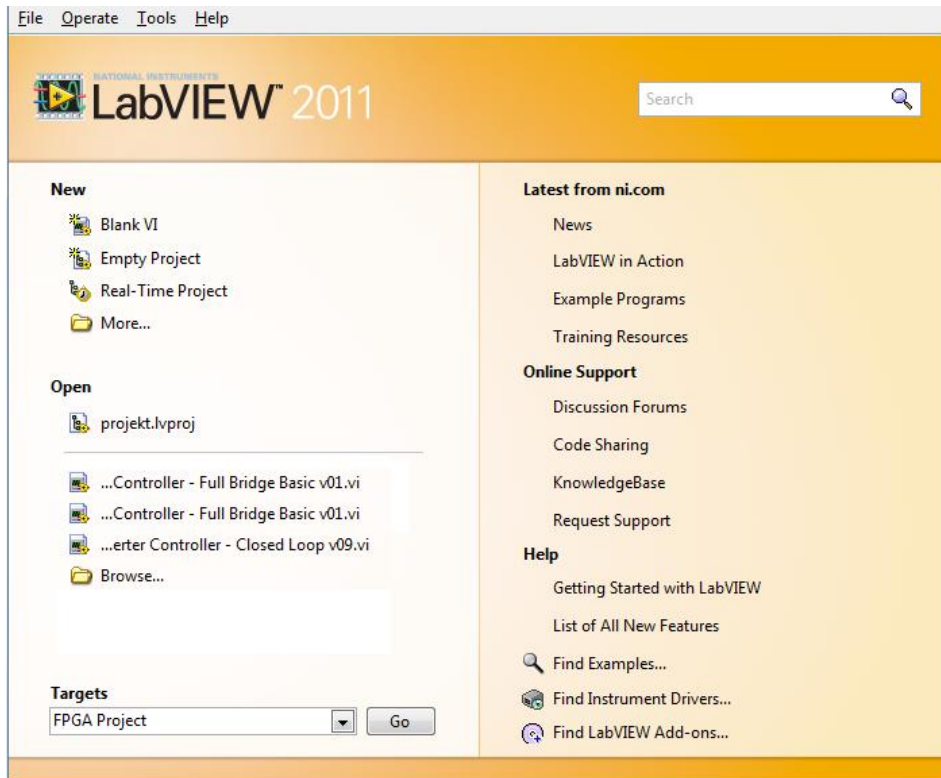 File Operate Tools Help
NATIONAL INSTRUMENTS
LabVIEW™ 2011
Search
New
Blank VI
Empty Project
Real-Time Project
More...
Open
projekt.lvproj
...Controller - Full Bridge Basic v01.vi
...Controller - Full Bridge Basic v01.vi
...erter Controller - Closed Loop v09.vi
Browse...
Targets
FPGA Project
Go
Latest from ni.com
News
LabVIEW in Action
Example Programs
Training Resources
Online Support
Discussion Forums
Code Sharing
KnowledgeBase
Request Support
Help
Getting Started with LabVIEW
List of All New Features
Find Examples...
Find Instrument Drivers...
Find LabVIEW Add-ons...